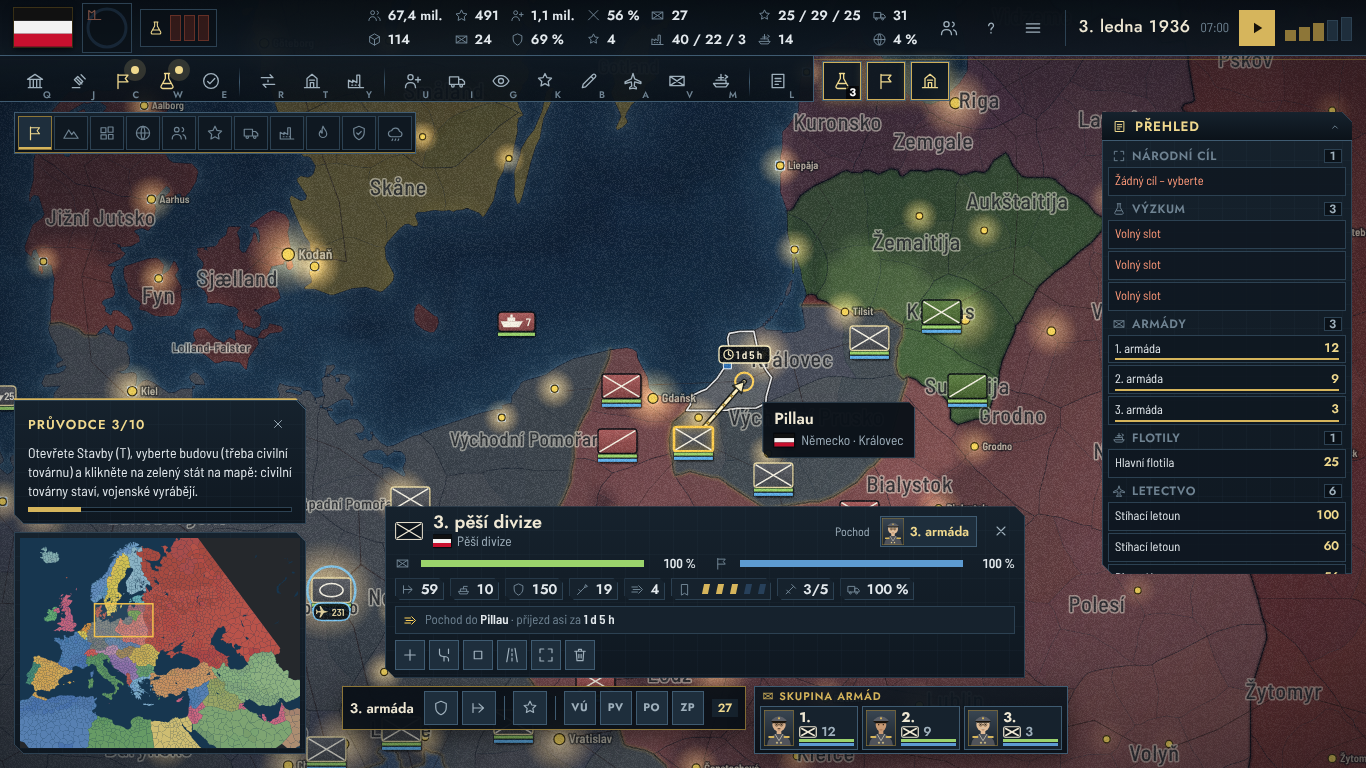 67,4 mil. 491 1,1 mil. 56 % 27 25 / 29 / 25 31
114 24 69 % 4 40 / 22 / 3 14 4 %
?
3. ledna 1936 07:00
Q J C W E R T Y U I G K B A V M L
3
Pskov
Aalborg
Riga
Kuronsko
Zemgale
Liepāja
Skåne
Aukštaitija
Aarhus
Jižní Jutsko
Žemaitija
Kodaň
Sjælland
Fyn
7
Tilsit
Lolland-Falster
1 d 5 h
Královec
Kiel
Gdaňsk
Východní Pomořan
Grodno
Grodno
Bialystok
25
Pillau
Německo · Královec
PŘEHLED
NÁRODNÍ CÍL 1
Žádný cíl – vyberte
VÝZKUM 3
Volný slot
Volný slot
Volný slot
ARMÁDY 3
1. armáda 12
2. armáda 9
3. armáda 3
FLOTILY 1
Hlavní flotila 25
LETECTVO 6
Stíhací letoun 100
Stíhací letoun 60
PRŮVODCE 3/10
Otevřete Stavby (T), vyberte budovu (třeba civilní
továrnu) a klikněte na zelený stát na mapě: civilní
továrny staví, vojenské vyrábějí.
231
3. pěší divize
Pěší divize
Pochod
3. armáda
100 % 100 %
59 10 150 19 4 3/5 100 %
Pochod do Pillau · příjezd asi za 1 d 5 h
Polesí
Žytomyr
Volyň
Vratislav
3. armáda
VÚ PV PO ZP 27
SKUPINA ARMÁD
1. 12
2. 9
3. 3